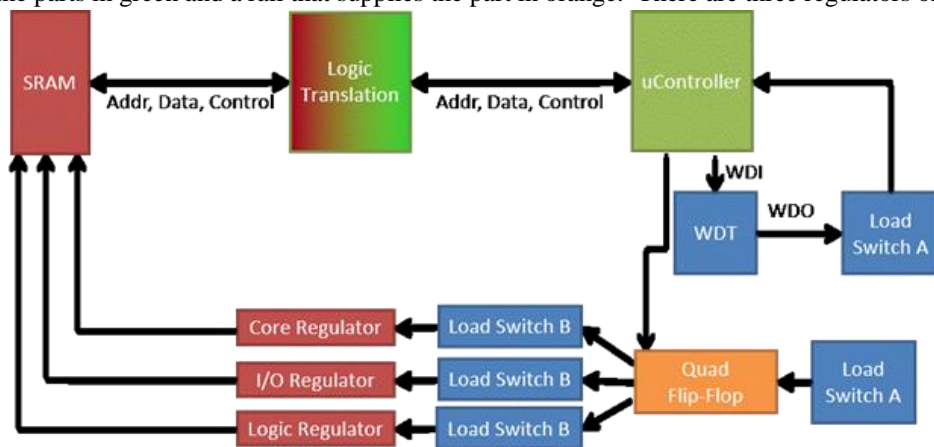 the parts in green and a rail that supplies the part in orange. There are three regulators o
SRAM
Addr, Data, Control
Logic
Translation
Addr, Data, Control
uController
WDI
WDT
WDO
Load
Switch A
Core Regulator
Load Switch B
I/O Regulator
Load Switch B
Logic Regulator
Load Switch B
Quad
Flip-Flop
Load
Switch A